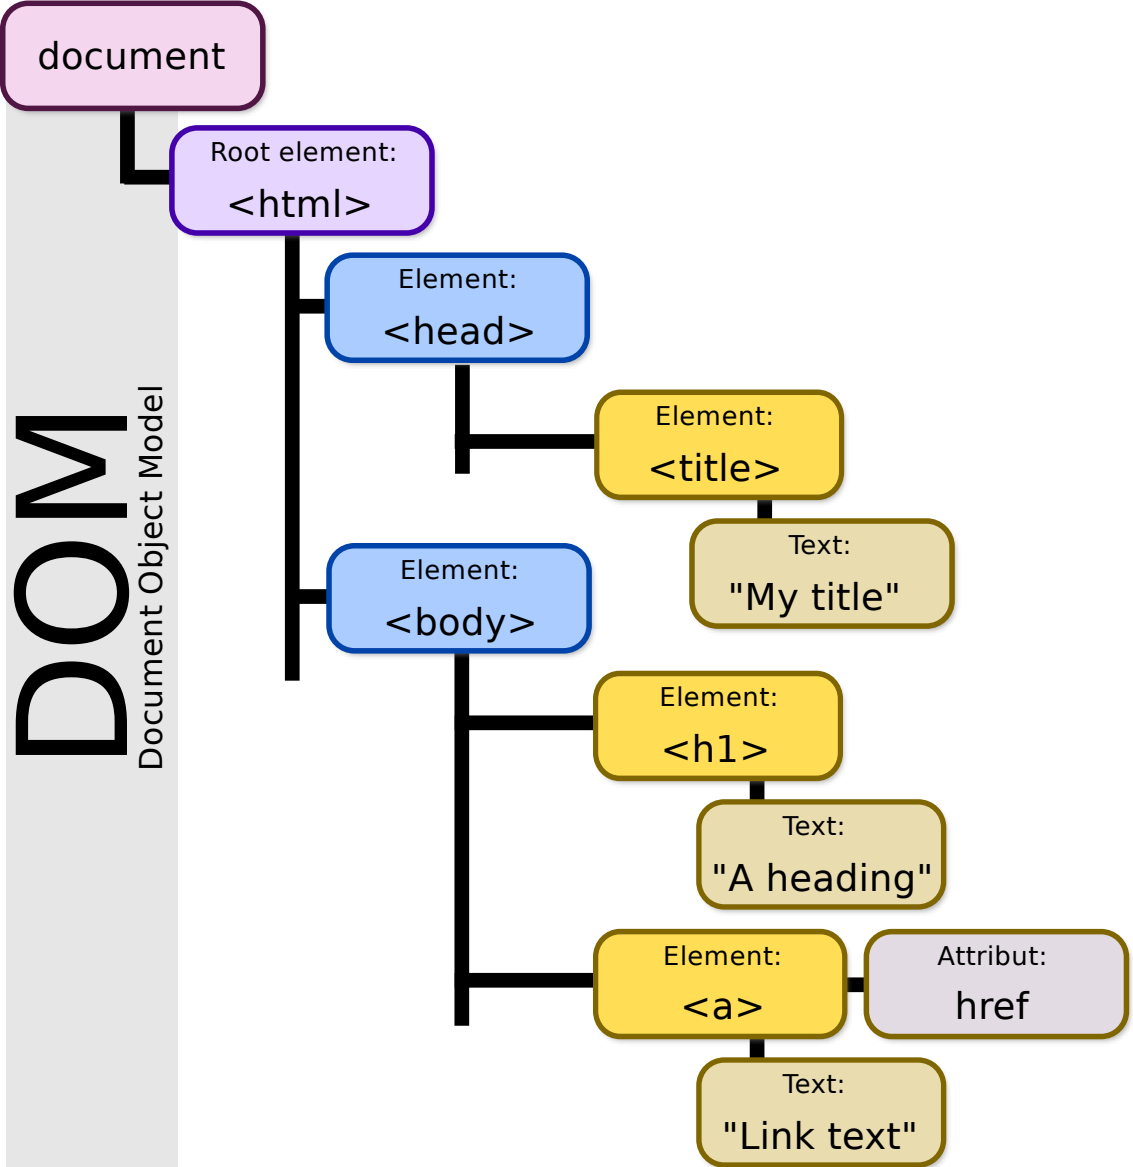 document
Root element:
<html>
Element:
<head>
Element:
<title>
Text:
"My title"
Element:
<body>
Element:
<h1>
Text:
"A heading"
Element:
<a>
Attribut:
href
Text:
"Link text"
DOM
Document Object Model